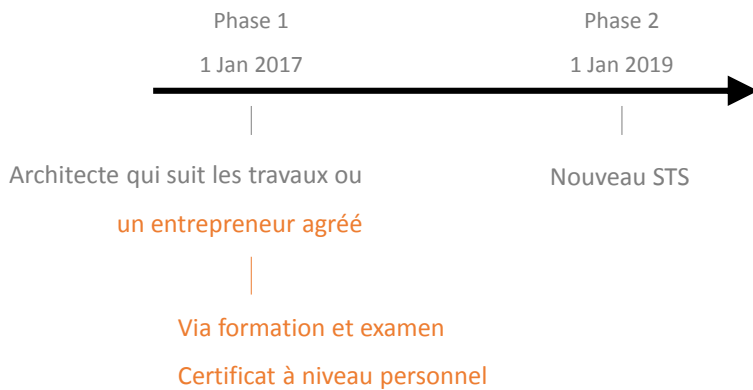 Phase 1
Phase 2
1 Jan 2017
1 Jan 2019
Architecte qui suit les travaux ou
un entrepreneur agréé
Nouveau STS
Via formation et examen
Certificat à niveau personnel